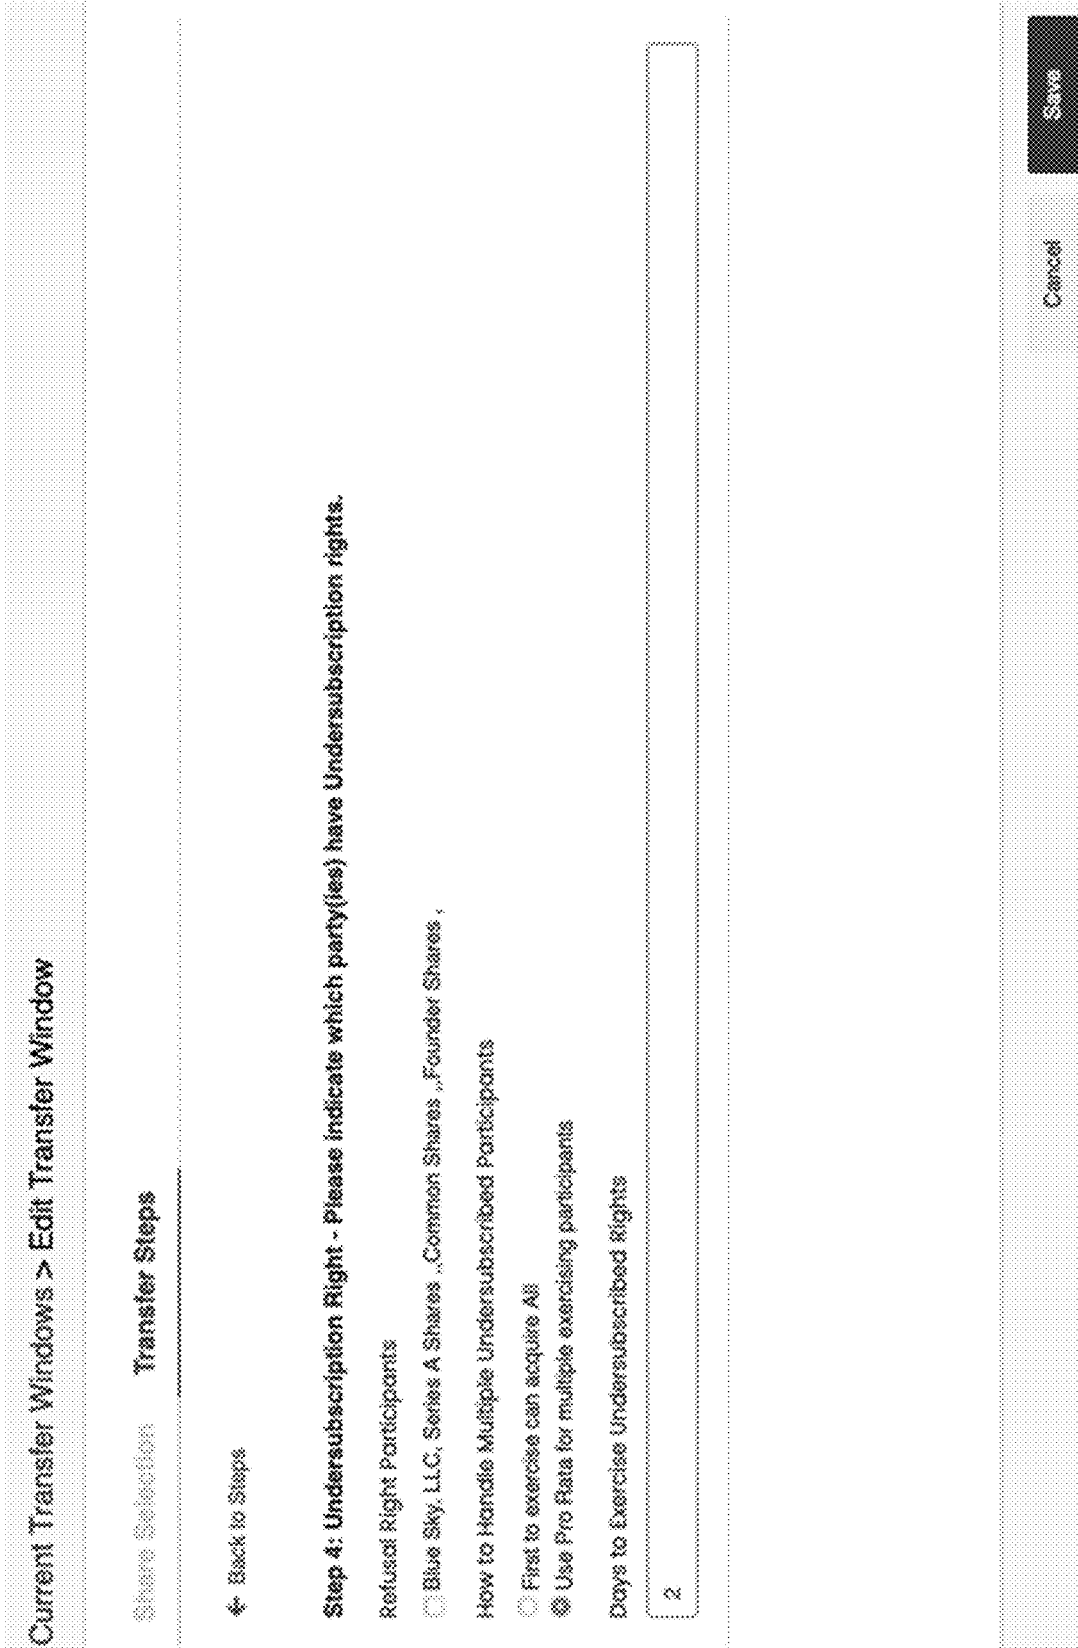 Current Transfer Windows > Edit Transfer Window
Share Selection Transfer Steps
← Back to Steps
Step 4: Undersubscription Right - Please indicate which party(ies) have Undersubscription rights.
Refusal Right Participants
Blue Sky, LLC, Series A Shares ,,Common Shares ,,Founder Shares ,
How to Handle Multiple Undersubscribed Participants
First to exercise can acquire All
Use Pro Rata for multiple exercising participants
Days to Exercise Undersubscribed Rights
2
Cancel Save